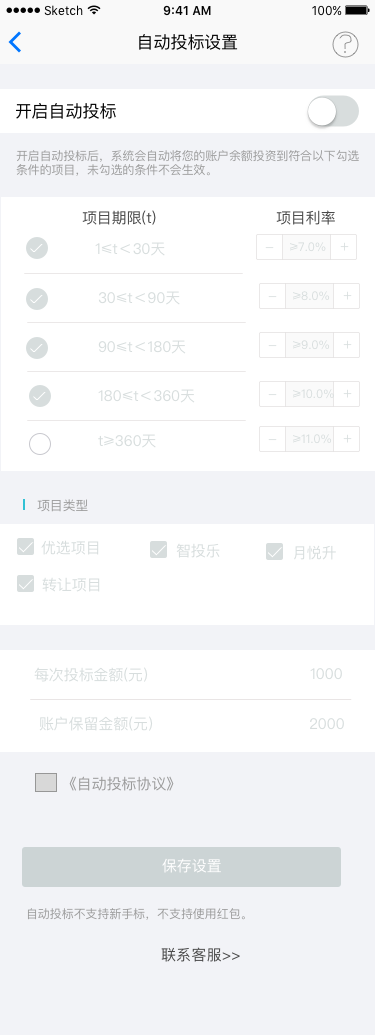 Sketch 9:41 AM 100%
自动投标设置 ?
开启自动投标
开启自动投标后，系统会自动将您的账户余额投资到符合以下勾选
条件的项目，未勾选的条件不会生效。
项目期限(t) 项目利率
1≤t＜30天 − ≥7.0% +
30≤t＜90天 − ≥8.0% +
90≤t＜180天 − ≥9.0% +
180≤t＜360天 − ≥10.0% +
t≥360天 − ≥11.0% +
项目类型
优选项目 智投乐 月悦升
转让项目
每次投标金额(元) 1000
账户保留金额(元) 2000
《自动投标协议》
保存设置
自动投标不支持新手标，不支持使用红包。
联系客服>>